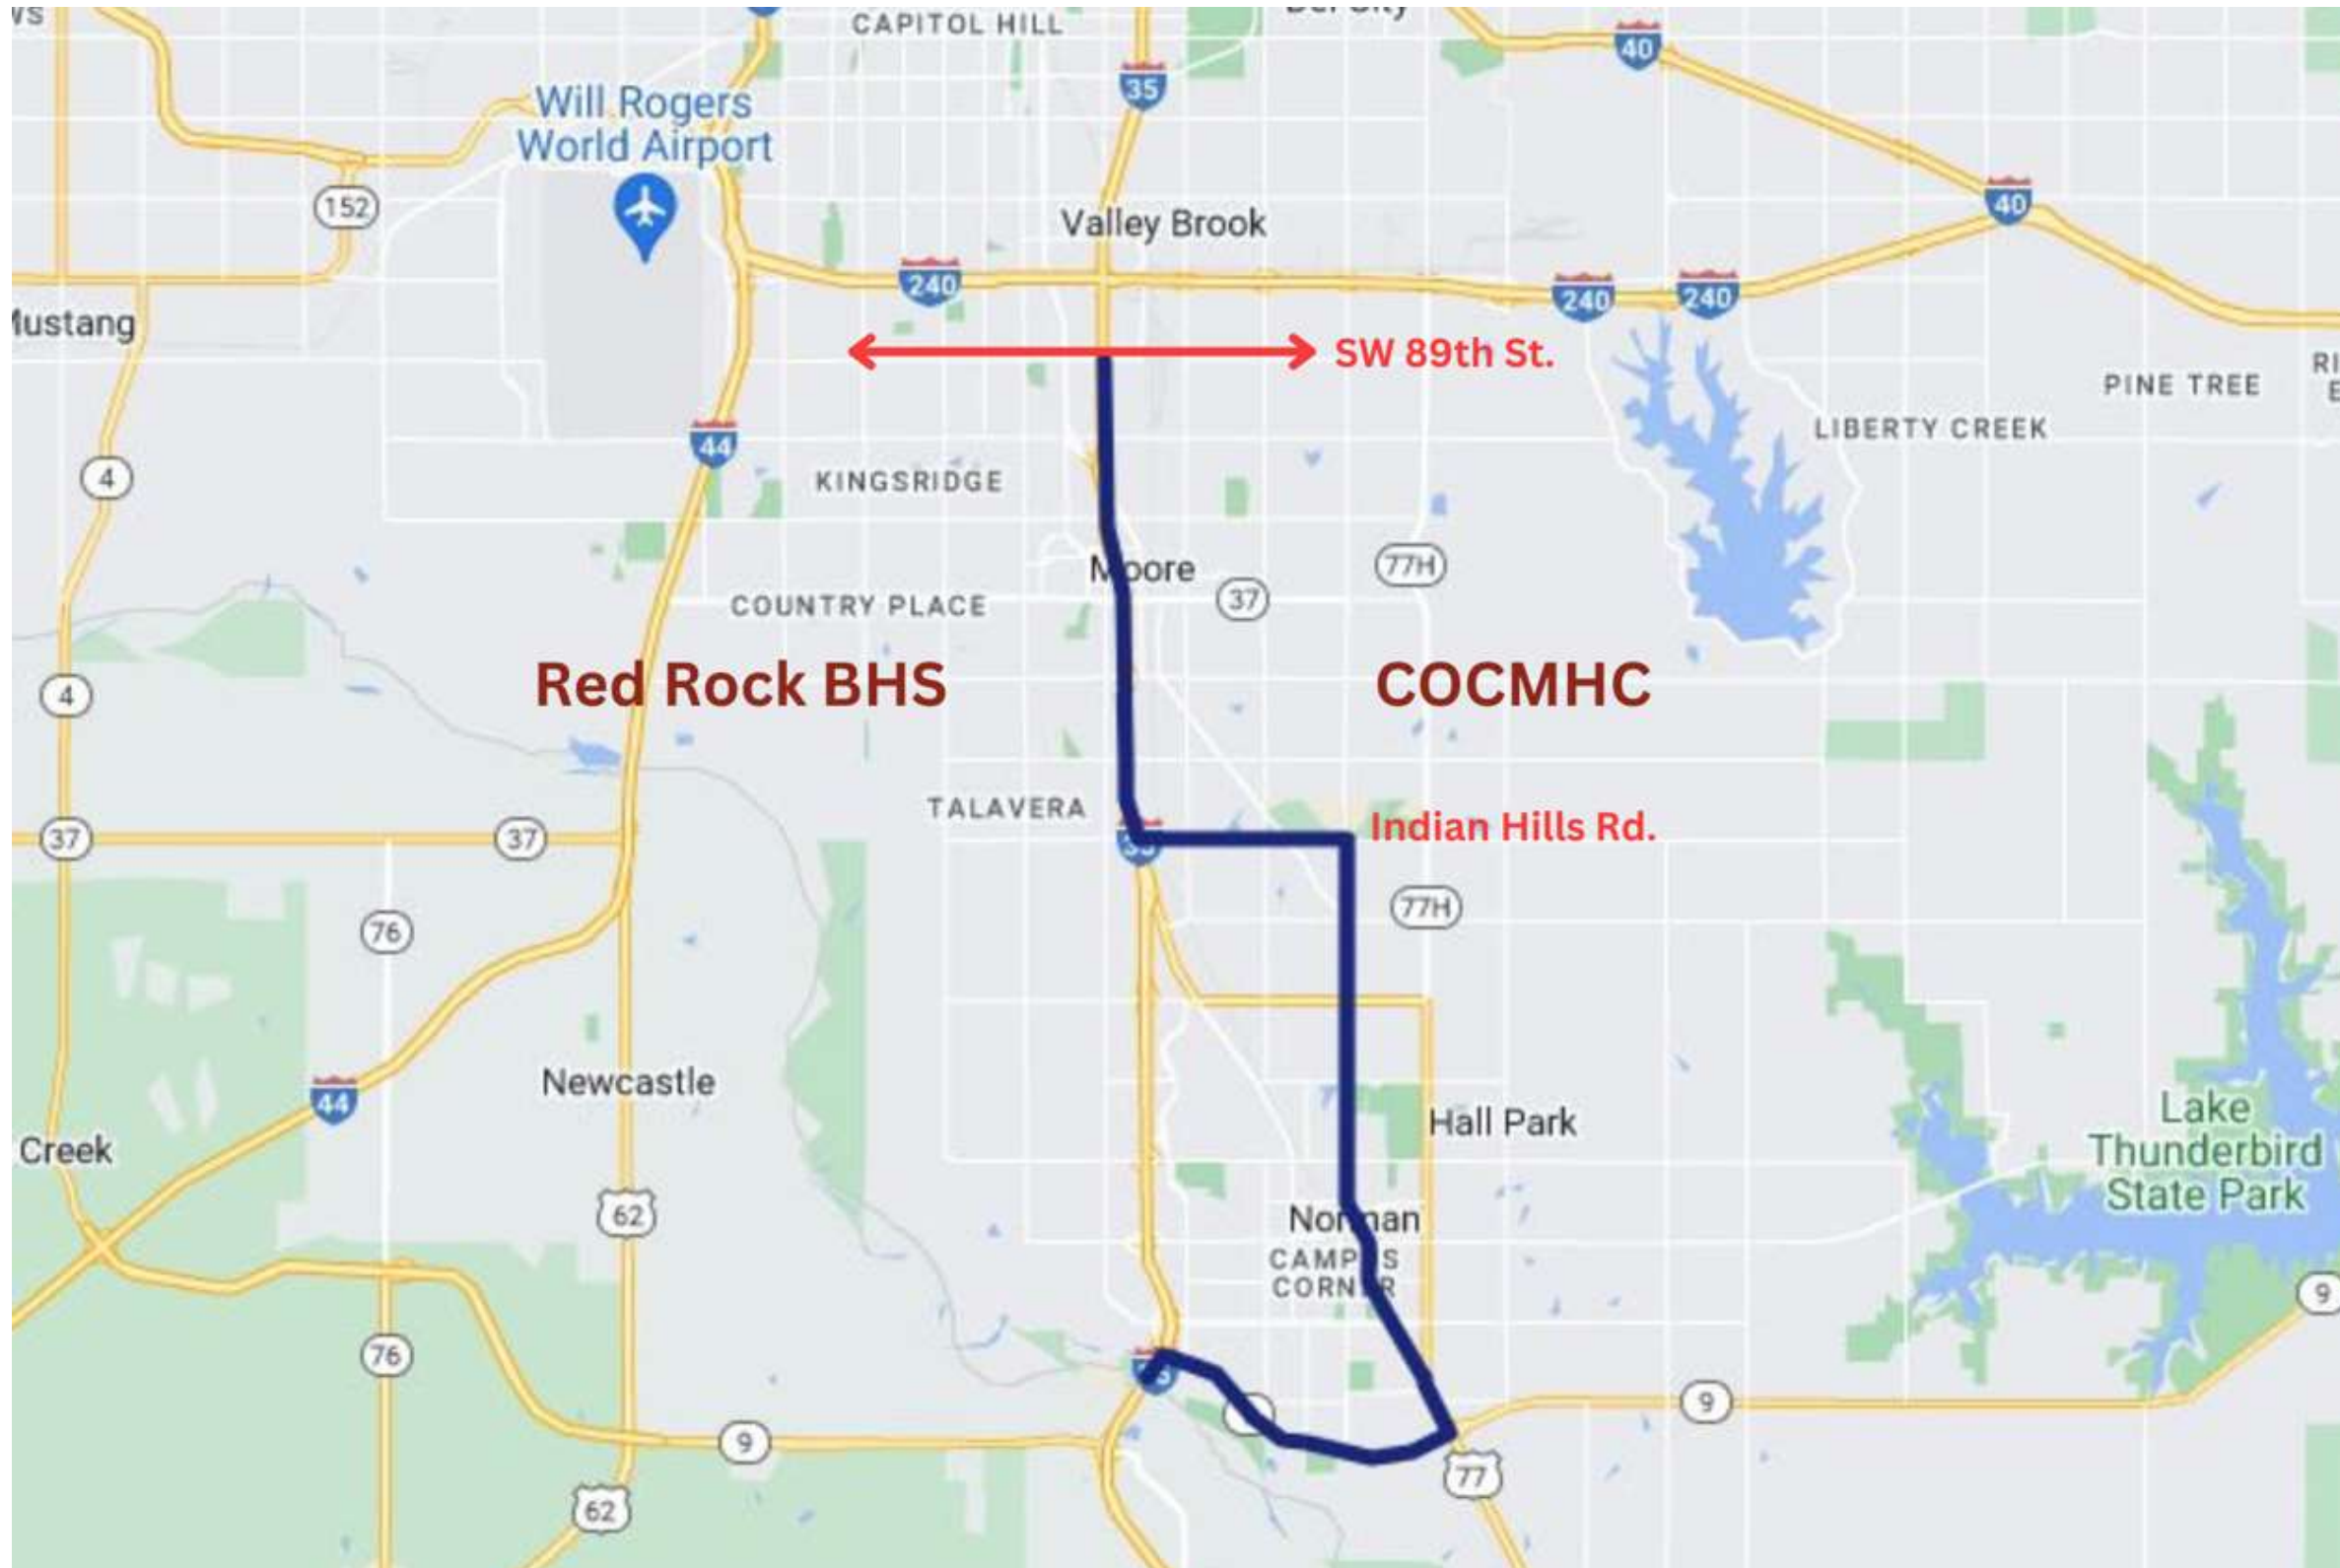 CAPITOL HILL
40
35
Will Rogers
World Airport
152
40
Valley Brook
240
240
240
SW 89th St.
PINE TREE
LIBERTY CREEK
44
4
KINGSRIDGE
Moore
77H
37
COUNTRY PLACE
Red Rock BHS
COCMHC
4
TALAVERA
Indian Hills Rd.
37
37
77H
76
Newcastle
44
Hall Park
Lake
Thunderbird
State Park
Creek
62
Norman
CAMPUS
CORNER
9
76
9
9
77
62